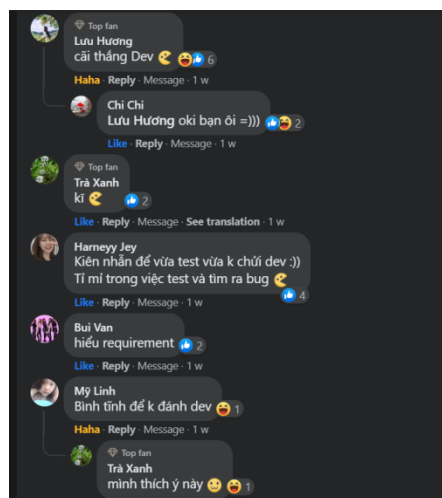 Top fan
Lưu Hương
cãi thắng Dev
6
Haha · Reply · Message · 1 w
Chi Chi
Lưu Hương oki bạn ôi =)))
2
Like · Reply · Message · 1 w
Top fan
Trà Xanh
kĩ
2
Like · Reply · Message · See translation · 1 w
Harneyy Jey
Kiên nhẫn để vừa test vừa k chửi dev :))
Tỉ mỉ trong việc test và tìm ra bug
4
Like · Reply · Message · 1 w
Bui Van
hiểu requirement
2
Like · Reply · Message · 1 w
Mỹ Linh
Bình tĩnh để k đánh dev
1
Haha · Reply · Message · 1 w
Top fan
Trà Xanh
mình thích ý này
1